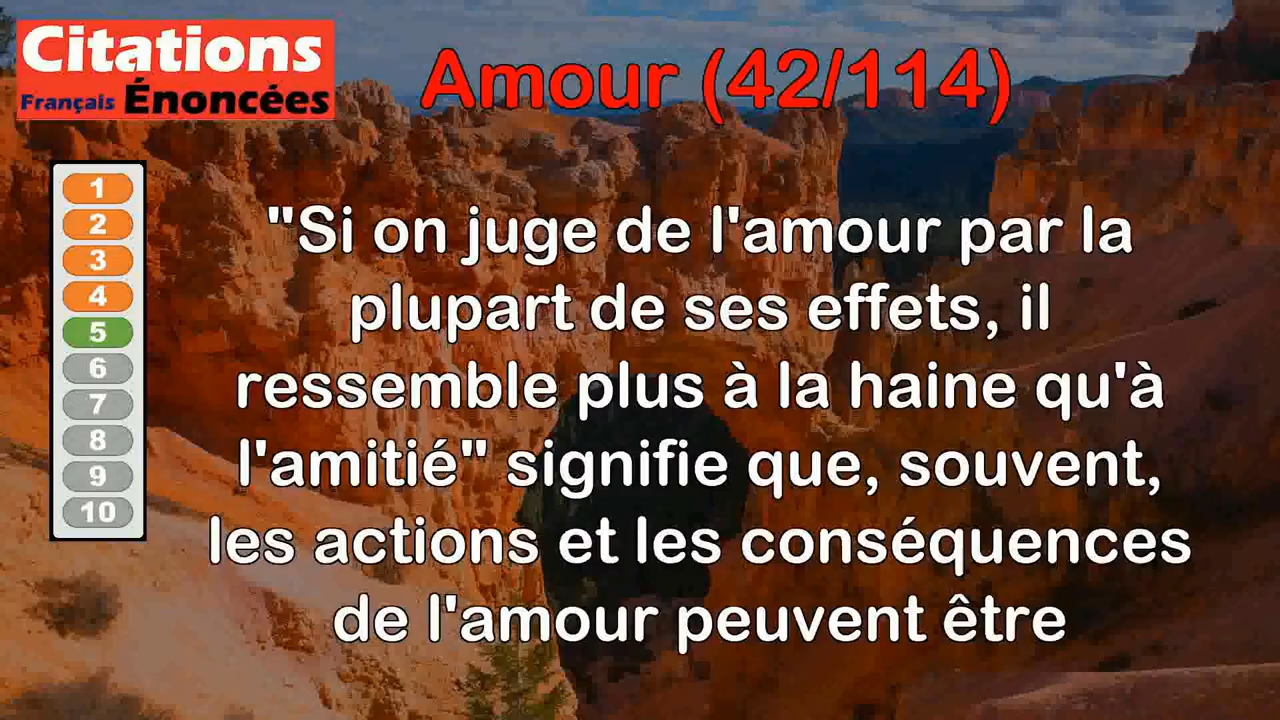 Citations
Français Énoncées
Amour (42/114)
1
2
3
4
5
6
7
8
9
10
"Si on juge de l'amour par la
plupart de ses effets, il
ressemble plus à la haine qu'à
l'amitié" signifie que, souvent,
les actions et les conséquences
de l'amour peuvent être